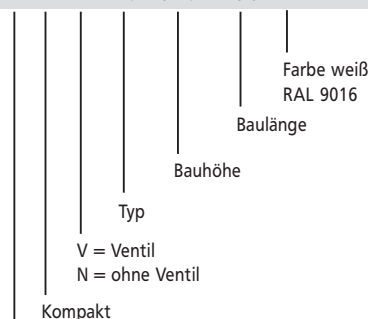 Farbe weiß
RAL 9016
Baulänge
Bauhöhe
Typ
V = Ventil
N = ohne Ventil
Kompakt